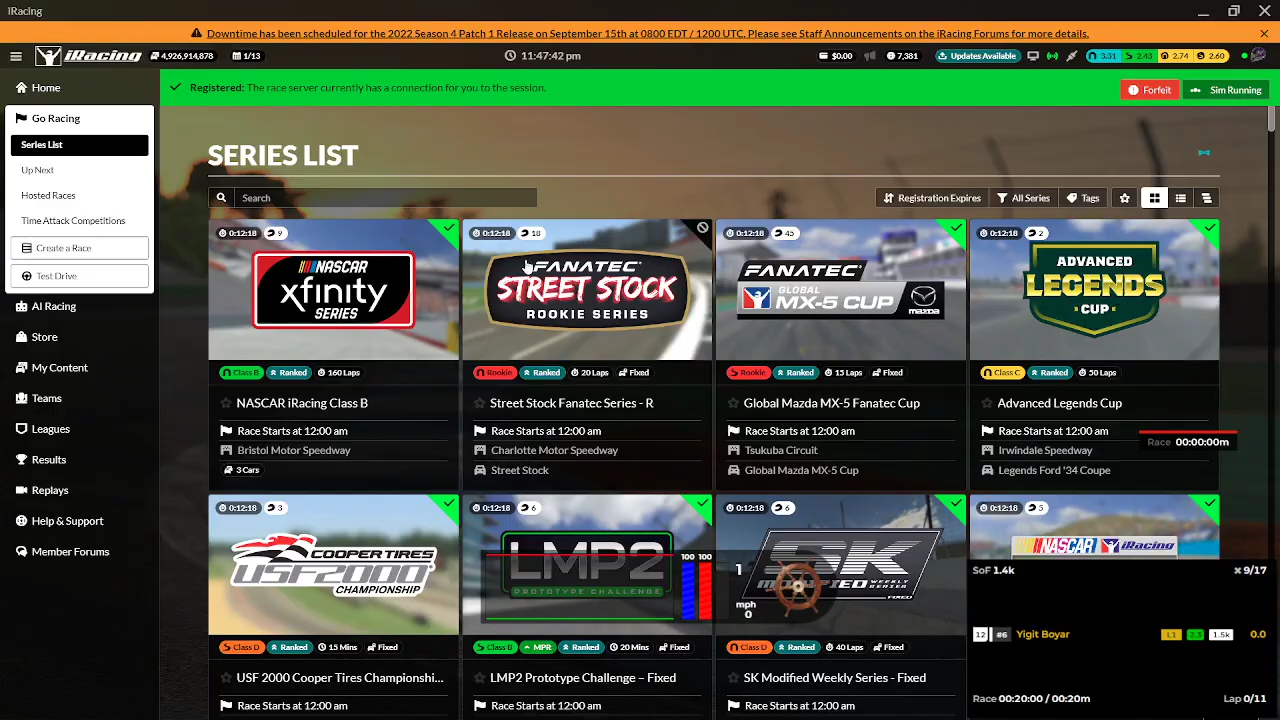 iRacing
Downtime has been scheduled for the 2022 Season 4 Patch 1 Release on September 15th at 0800 EDT / 1200 UTC. Please see Staff Announcements on the iRacing Forums for more details.
iRacing 4,926,914,878 1/13 11:47:42 pm $0.00 7,381 Updates Available 3.31 2.43 2.74 2.60
Home
Registered: The race server currently has a connection for you to the session.
Forfeit Sim Running
Go Racing
Series List
Up Next
Hosted Races
Time Attack Competitions
Create a Race
Test Drive
AI Racing
Store
My Content
Teams
Leagues
Results
Replays
Help & Support
Member Forums
SERIES LIST
Search
Registration Expires All Series Tags
0:12:18 9
NASCAR
xfinity
SERIES
Class B Ranked 160 Laps
NASCAR iRacing Class B
Race Starts at 12:00 am
Bristol Motor Speedway
3 Cars
0:12:18 18
FANATEC
STREET STOCK
ROOKIE SERIES
Rookie Ranked 20 Laps Fixed
Street Stock Fanatec Series - R
Race Starts at 12:00 am
Charlotte Motor Speedway
Street Stock
0:12:18 45
FANATEC
GLOBAL
MX-5 CUP
mazda
Rookie Ranked 15 Laps Fixed
Global Mazda MX-5 Fanatec Cup
Race Starts at 12:00 am
Tsukuba Circuit
Global Mazda MX-5 Cup
0:12:18 2
ADVANCED
LEGENDS
CUP
Class C Ranked 50 Laps
Advanced Legends Cup
Race Starts at 12:00 am
Race 00:00:00m
Irwindale Speedway
Legends Ford '34 Coupe
0:12:18 3
COOPER TIRES
USF2000
CHAMPIONSHIP
Class D Ranked 15 Mins Fixed
USF 2000 Cooper Tires Championshi...
Race Starts at 12:00 am
0:12:18 6
LMP2
PROTOTYPE CHALLENGE
100 100
Class B MPR Ranked 20 Mins Fixed
LMP2 Prototype Challenge – Fixed
Race Starts at 12:00 am
0:12:18 6
SK
MODIFIED WEEKLY SERIES
FIXED
1
mph
0
Class D Ranked 40 Laps Fixed
SK Modified Weekly Series - Fixed
Race Starts at 12:00 am
0:12:18 5
NASCAR iRacing
SoF 1.4k 9/17
12 #6 Yigit Boyar L1 2.3 1.5k 0.0
Race 00:20:00 / 00:20m Lap 0/11